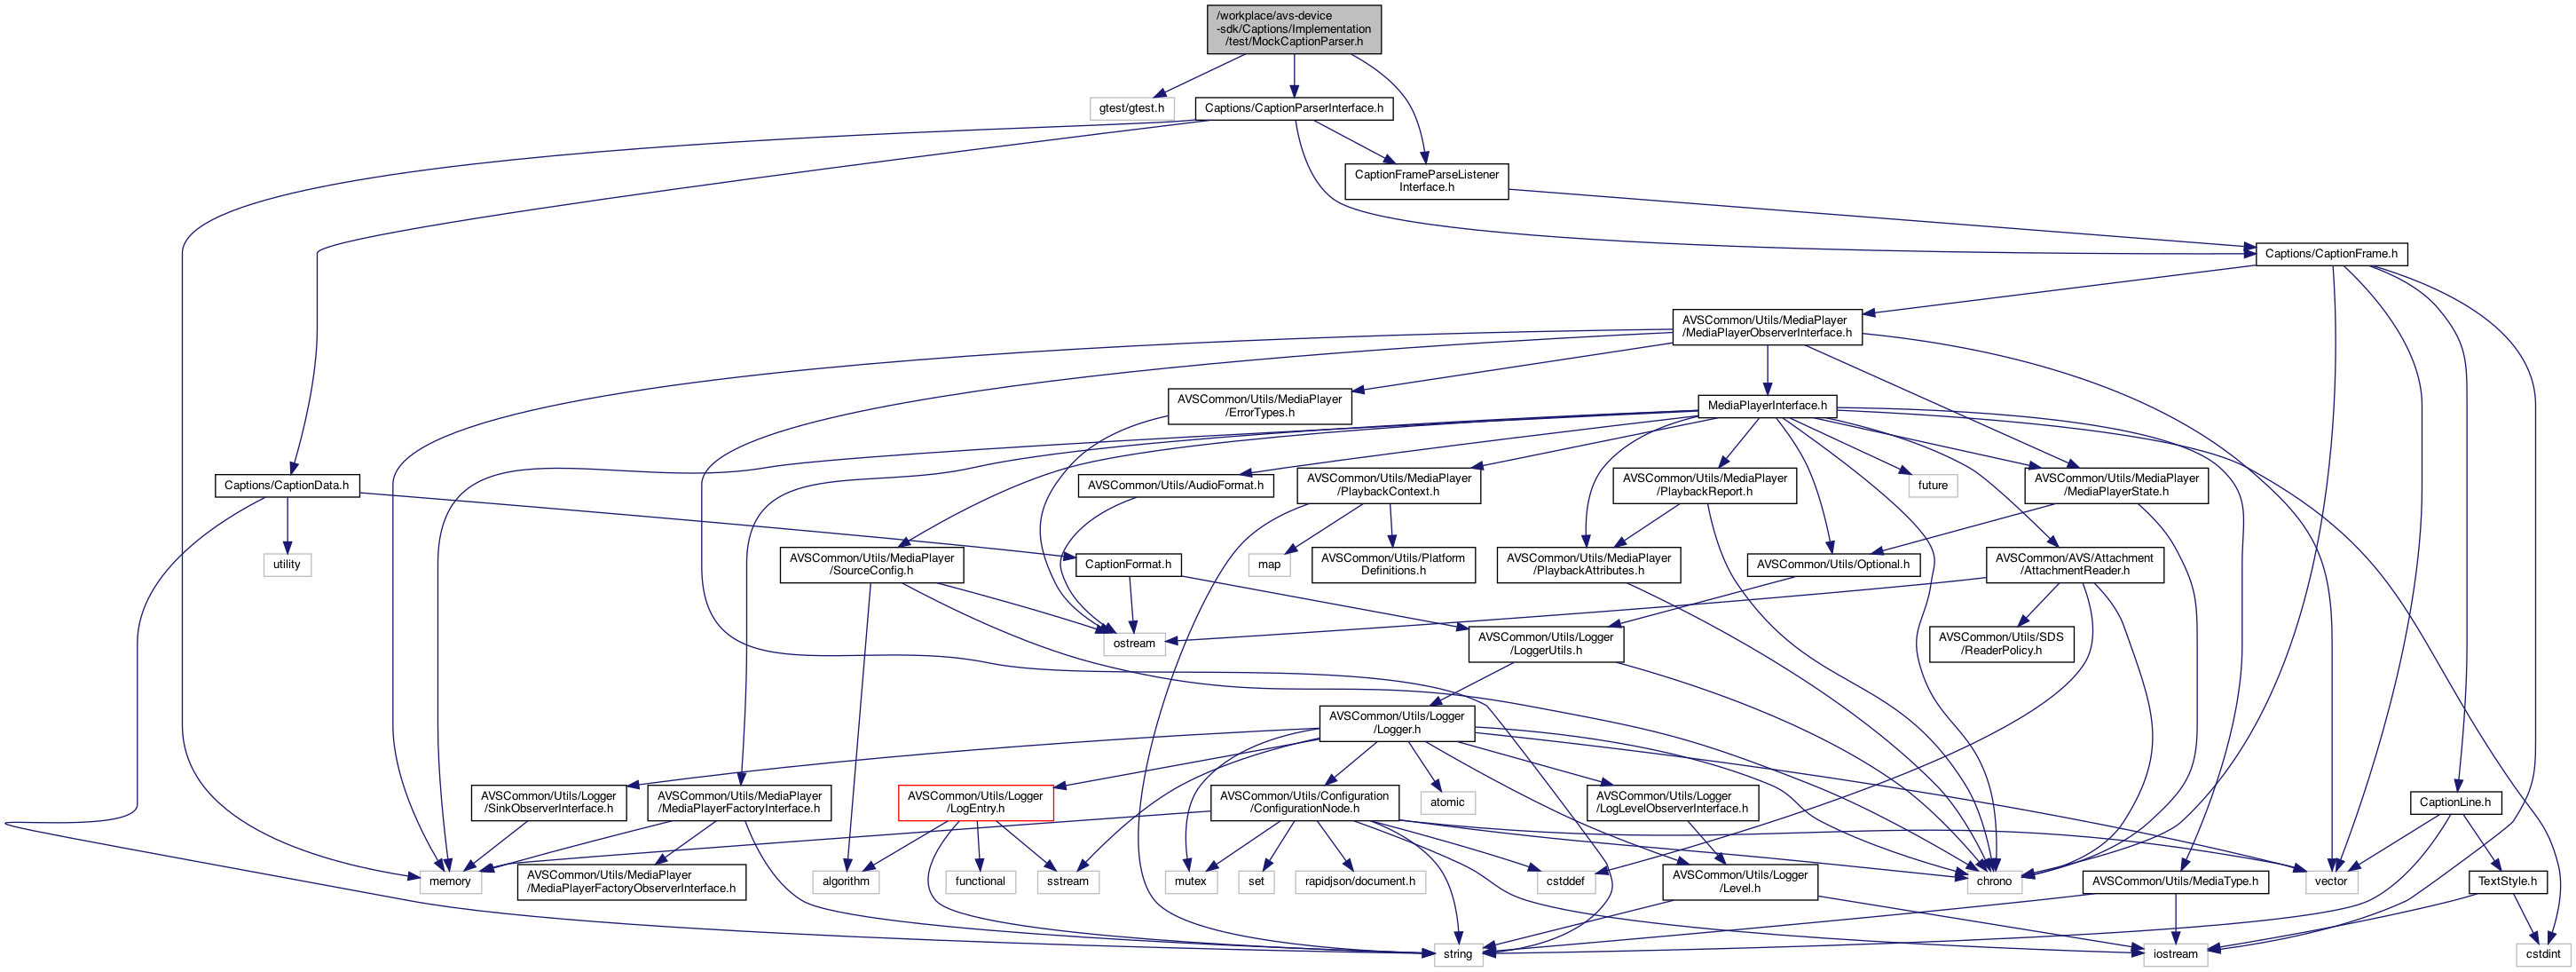 /workplace/avs-device
-sdk/Captions/Implementation
/test/MockCaptionParser.h
gtest/gtest.h
Captions/CaptionParserInterface.h
CaptionFrameParseListener
Interface.h
Captions/CaptionFrame.h
AVSCommon/Utils/MediaPlayer
/MediaPlayerObserverInterface.h
AVSCommon/Utils/MediaPlayer
/ErrorTypes.h
MediaPlayerInterface.h
Captions/CaptionData.h
AVSCommon/Utils/AudioFormat.h
AVSCommon/Utils/MediaPlayer
/PlaybackContext.h
AVSCommon/Utils/MediaPlayer
/PlaybackReport.h
future
AVSCommon/Utils/MediaPlayer
/MediaPlayerState.h
utility
AVSCommon/Utils/MediaPlayer
/SourceConfig.h
CaptionFormat.h
map
AVSCommon/Utils/Platform
Definitions.h
AVSCommon/Utils/MediaPlayer
/PlaybackAttributes.h
AVSCommon/Utils/Optional.h
AVSCommon/AVS/Attachment
/AttachmentReader.h
ostream
AVSCommon/Utils/Logger
/LoggerUtils.h
AVSCommon/Utils/SDS
/ReaderPolicy.h
AVSCommon/Utils/Logger
/Logger.h
AVSCommon/Utils/Logger
/SinkObserverInterface.h
AVSCommon/Utils/MediaPlayer
/MediaPlayerFactoryInterface.h
AVSCommon/Utils/Logger
/LogEntry.h
AVSCommon/Utils/Configuration
/ConfigurationNode.h
atomic
AVSCommon/Utils/Logger
/LogLevelObserverInterface.h
CaptionLine.h
memory
AVSCommon/Utils/MediaPlayer
/MediaPlayerFactoryObserverInterface.h
algorithm
functional
sstream
mutex
set
rapidjson/document.h
cstddef
AVSCommon/Utils/Logger
/Level.h
chrono
AVSCommon/Utils/MediaType.h
vector
TextStyle.h
string
iostream
cstdint